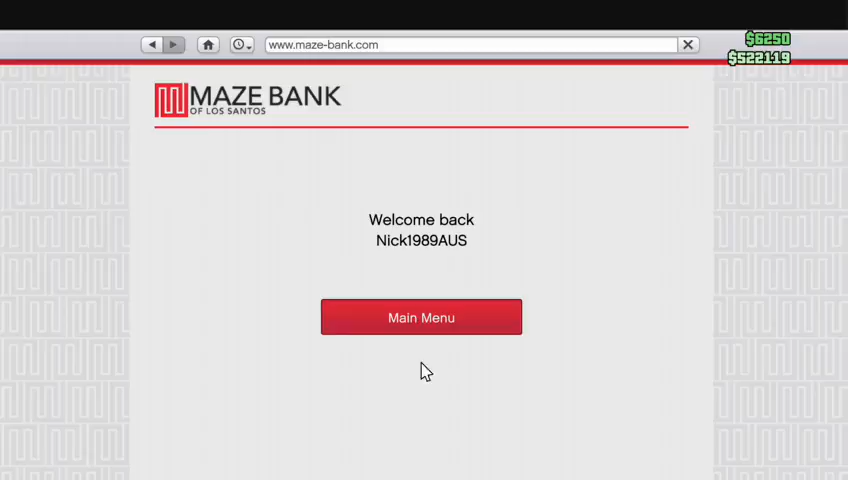 www.maze-bank.com
$6250
$522119
MAZE BANK
OF LOS SANTOS
Welcome back
Nick1989AUS
Main Menu